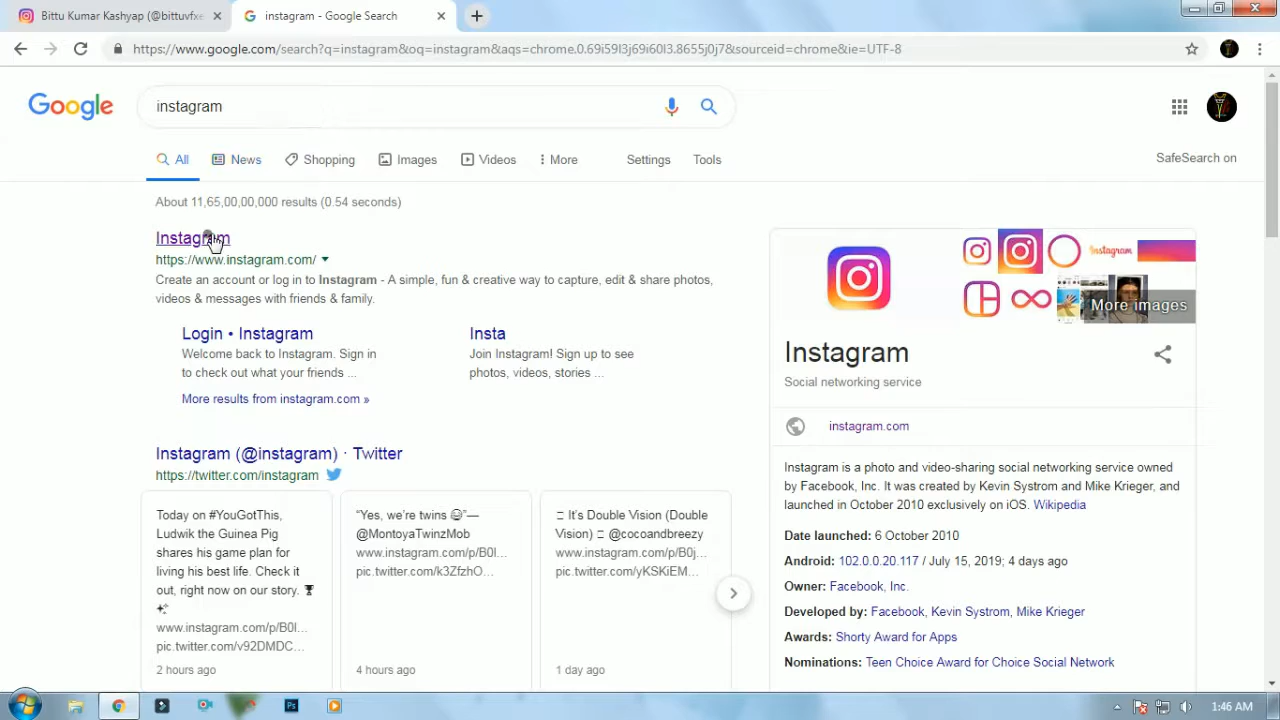 Bittu Kumar Kashyap (@bittuvfxe
instagram - Google Search
https://www.google.com/search?q=instagram&oq=instagram&aqs=chrome.0.69i59l3j69i60l3.8655j0j7&sourceid=chrome&ie=UTF-8
Google
instagram
All
News
Shopping
Images
Videos
More
Settings
Tools
SafeSearch on
About 11,65,00,00,000 results (0.54 seconds)
Instagram
https://www.instagram.com/
Create an account or log in to Instagram - A simple, fun & creative way to capture, edit & share photos,
videos & messages with friends & family.
Login • Instagram
Welcome back to Instagram. Sign in
to check out what your friends ...
Insta
Join Instagram! Sign up to see
photos, videos, stories ...
More results from instagram.com »
Instagram (@instagram) · Twitter
https://twitter.com/instagram
Today on #YouGotThis,
Ludwik the Guinea Pig
shares his game plan for
living his best life. Check it
out, right now on our story. 🏆
✨
www.instagram.com/p/B0l...
pic.twitter.com/v92DMDC...
2 hours ago
“Yes, we’re twins 😄”—
@MontoyaTwinzMob
www.instagram.com/p/B0l...
pic.twitter.com/k3ZfzhO...
4 hours ago
It’s Double Vision (Double
Vision) @cocoandbreezy
www.instagram.com/p/B0j...
pic.twitter.com/yKSKiEM...
1 day ago
Instagram
More images
Instagram
Social networking service
instagram.com
Instagram is a photo and video-sharing social networking service owned
by Facebook, Inc. It was created by Kevin Systrom and Mike Krieger, and
launched in October 2010 exclusively on iOS. Wikipedia
Date launched: 6 October 2010
Android: 102.0.0.20.117 / July 15, 2019; 4 days ago
Owner: Facebook, Inc.
Developed by: Facebook, Kevin Systrom, Mike Krieger
Awards: Shorty Award for Apps
Nominations: Teen Choice Award for Choice Social Network
Ps
1:46 AM